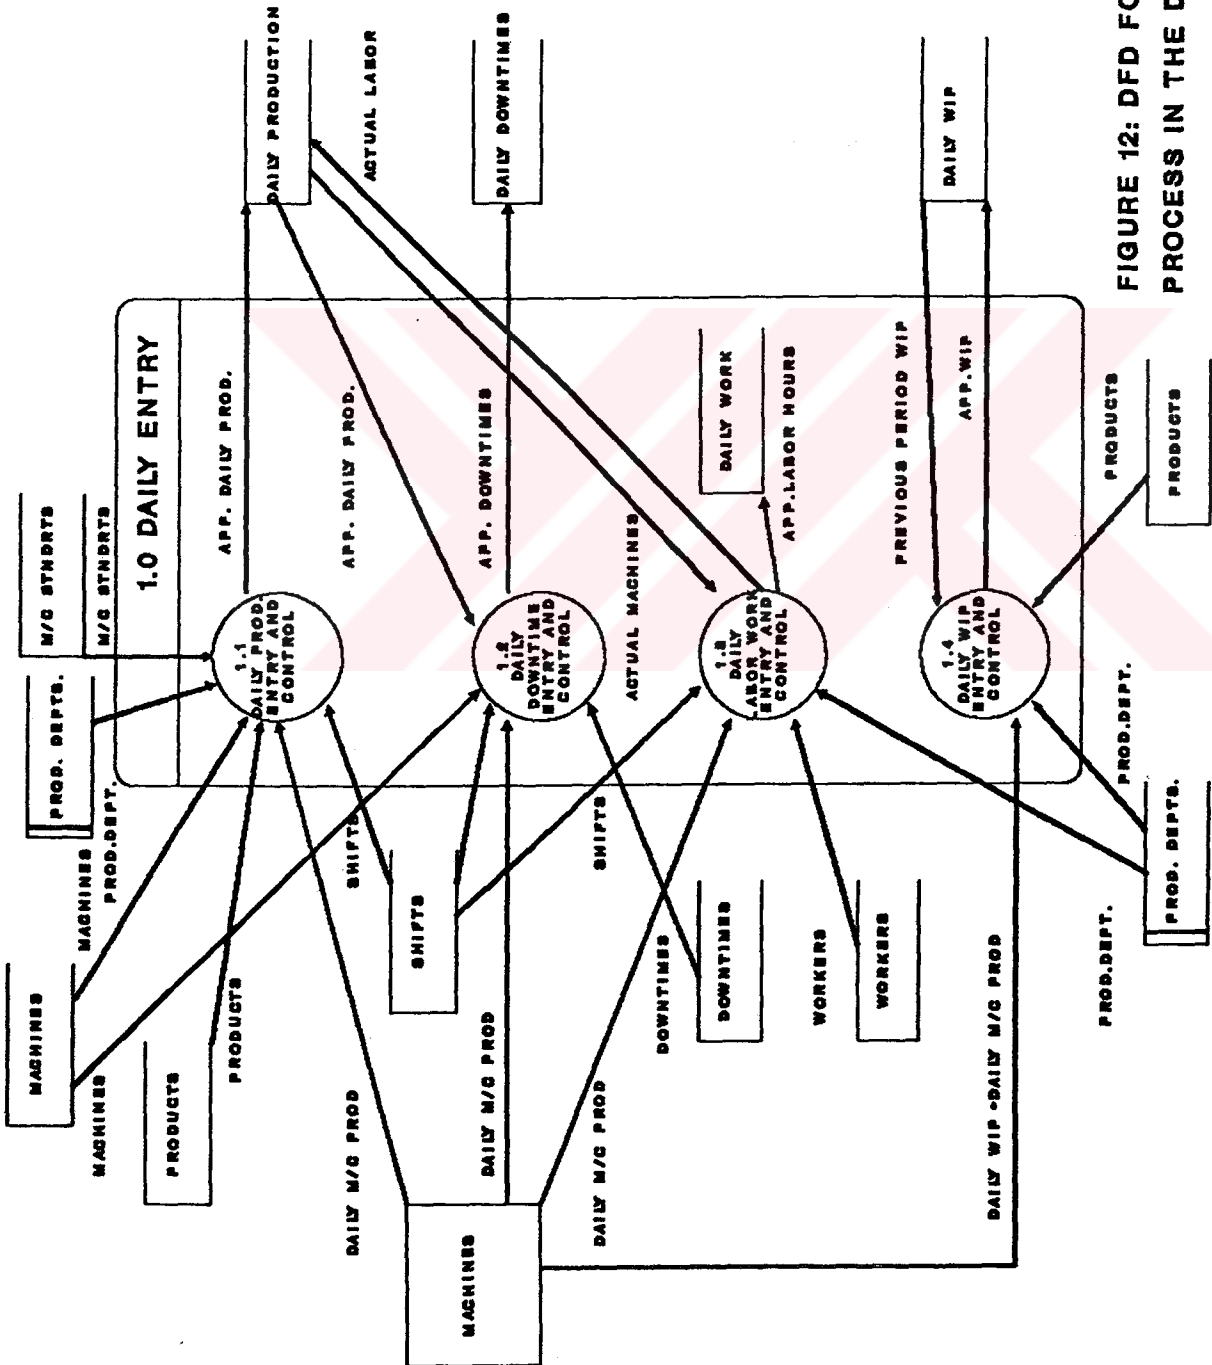 MACHINES
MACHINES
MACHINES
PRODUCTS
PRODUCTS
PROD. DEPTS.
PROD.DEPT.
M/C STNDRTS
M/C STNDRTS
1.0 DAILY ENTRY
MACHINES
DAILY M/C PROD
DAILY M/C PROD
DAILY M/C PROD
DAILY WIP +DAILY M/C PROD
SHIFTS
SHIFTS
SHIFTS
DOWNTIMES
DOWNTIMES
WORKERS
WORKERS
PROD.DEPT.
PROD.DEPT.
PROD. DEPTS.
1.1
DAILY PROD.
ENTRY AND
CONTROL
1.2
DAILY
DOWNTIME
ENTRY AND
CONTROL
1.3
DAILY
LABOR WORK
ENTRY AND
CONTROL
1.4
DAILY WIP
ENTRY AND
CONTROL
APP. DAILY PROD.
APP. DAILY PROD.
APP. DOWNTIMES
ACTUAL MACHINES
DAILY WORK
APP.LABOR HOURS
PREVIOUS PERIOD WIP
APP.WIP
PRODUCTS
PRODUCTS
DAILY PRODUCTION
ACTUAL LABOR
DAILY DOWNTIMES
DAILY WIP
FIGURE 12: DFD FO
PROCESS IN THE D